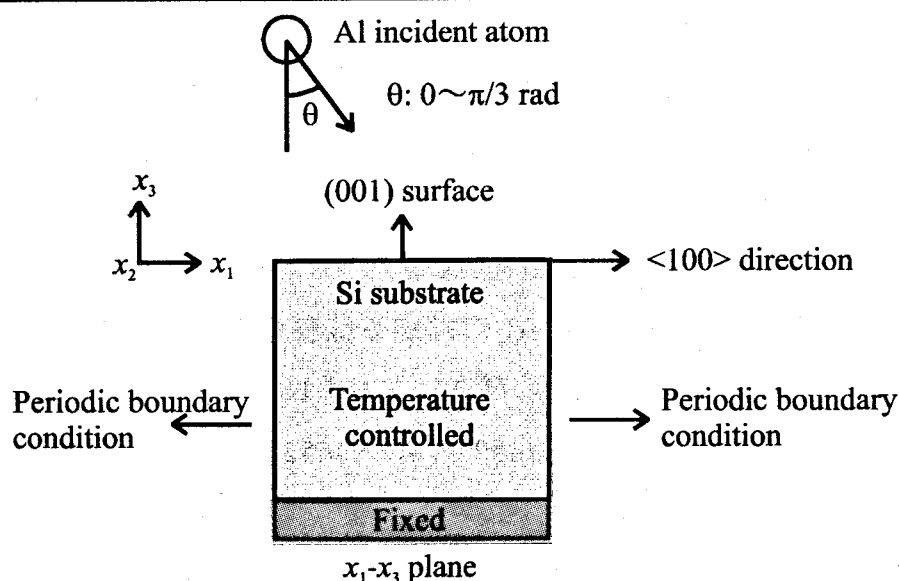 Al incident atom
θ: 0～π/3 rad
θ
(001) surface
x3
x2
x1
<100> direction
Si substrate
Periodic boundary
condition
Temperature
controlled
Periodic boundary
condition
Fixed
x1-x3 plane